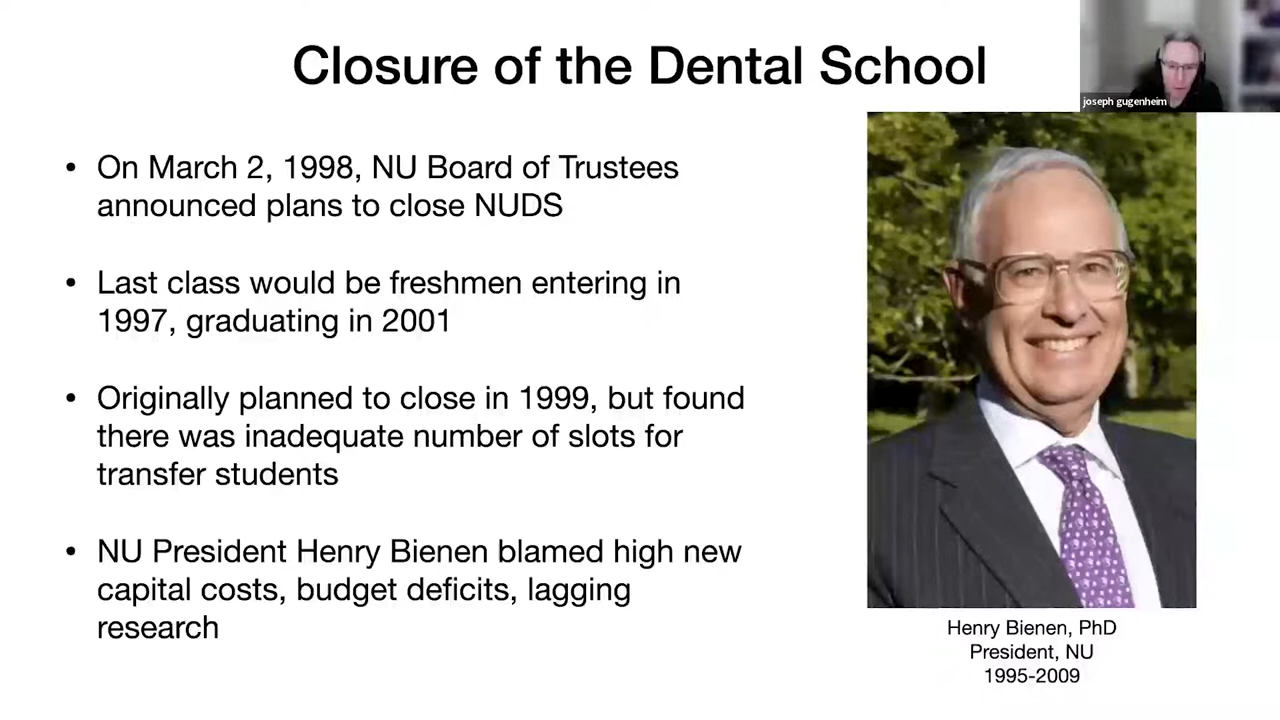 Closure of the Dental School
joseph gugenheim
• On March 2, 1998, NU Board of Trustees
announced plans to close NUDS
• Last class would be freshmen entering in
1997, graduating in 2001
• Originally planned to close in 1999, but found
there was inadequate number of slots for
transfer students
• NU President Henry Bienen blamed high new
capital costs, budget deficits, lagging
research
Henry Bienen, PhD
President, NU
1995-2009